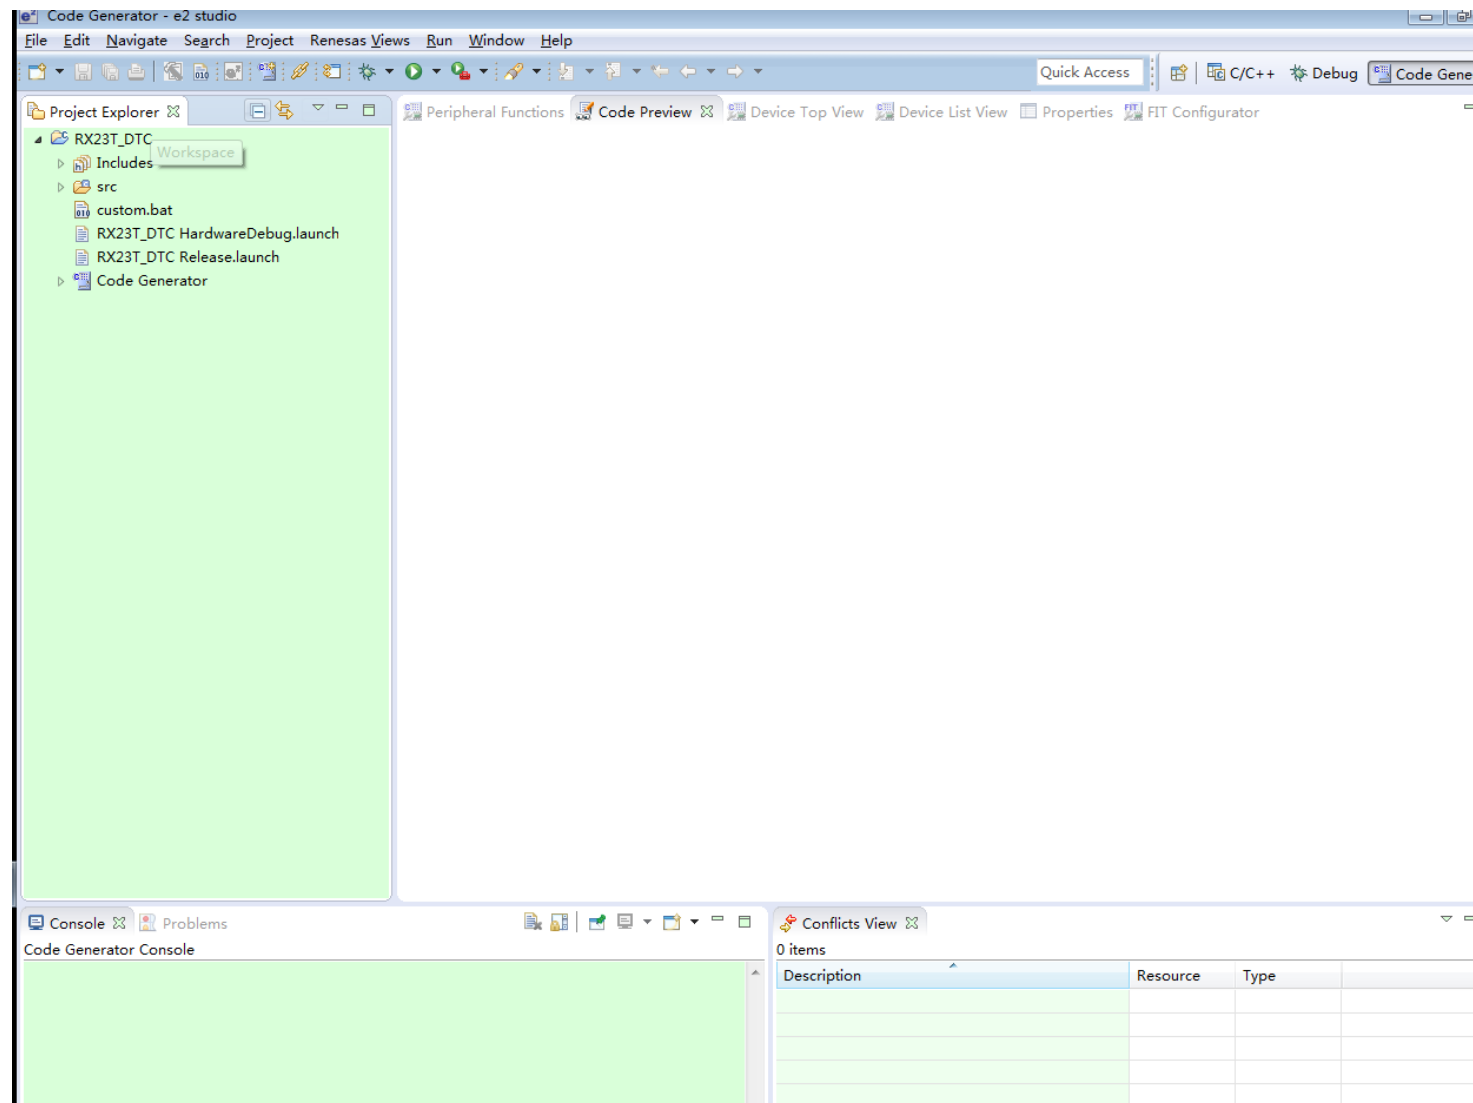 Code Generator - e2 studio
File Edit Navigate Search Project Renesas Views Run Window Help
Quick Access C/C++ Debug Code Gene
Project Explorer
Peripheral Functions Code Preview Device Top View Device List View Properties FIT Configurator
RX23T_DTC
Workspace
Includes
src
custom.bat
RX23T_DTC HardwareDebug.launch
RX23T_DTC Release.launch
Code Generator
Console Problems
Code Generator Console
Conflicts View
0 items
Description Resource Type